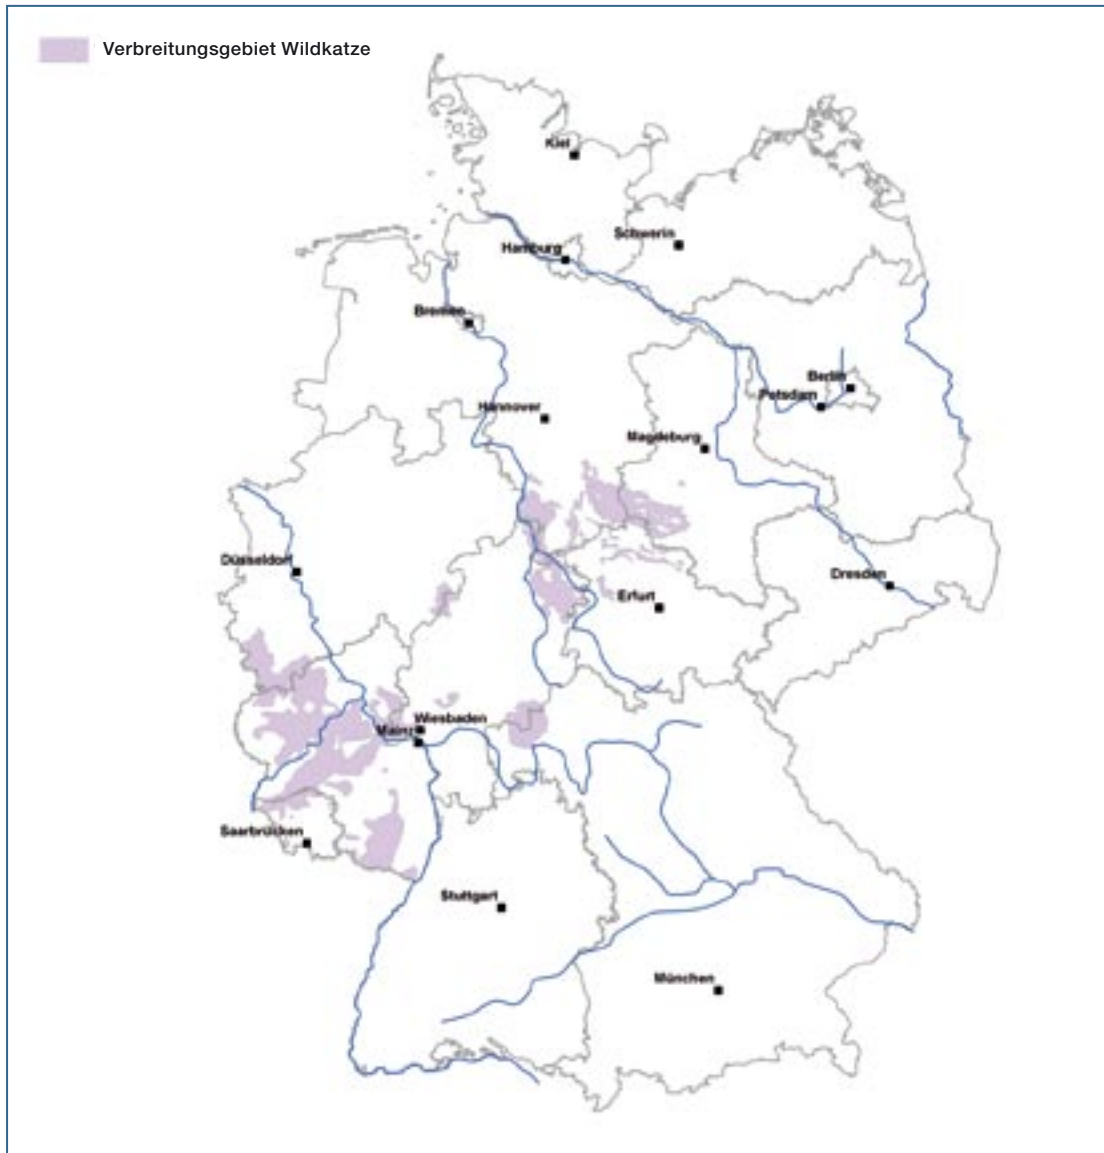 Verbreitungsgebiet Wildkatze
Kiel
Schwerin
Hamburg
Bremen
Berlin
Potsdam
Hannover
Magdeburg
Düsseldorf
Dresden
Erfurt
Wiesbaden
Mainz
Saarbrücken
Stuttgart
München